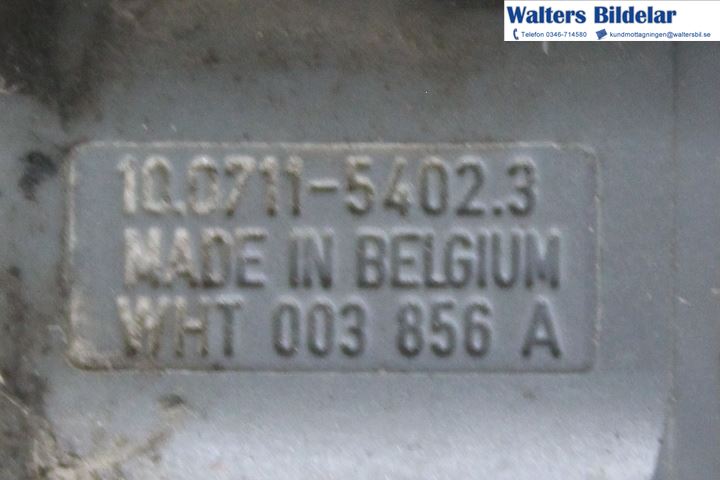 Walters Bildelar
Telefon 0346-714580 kundmottagningen@waltersbil.se
10.0711-5402.3
MADE IN BELGIUM
WHT 003 856 A